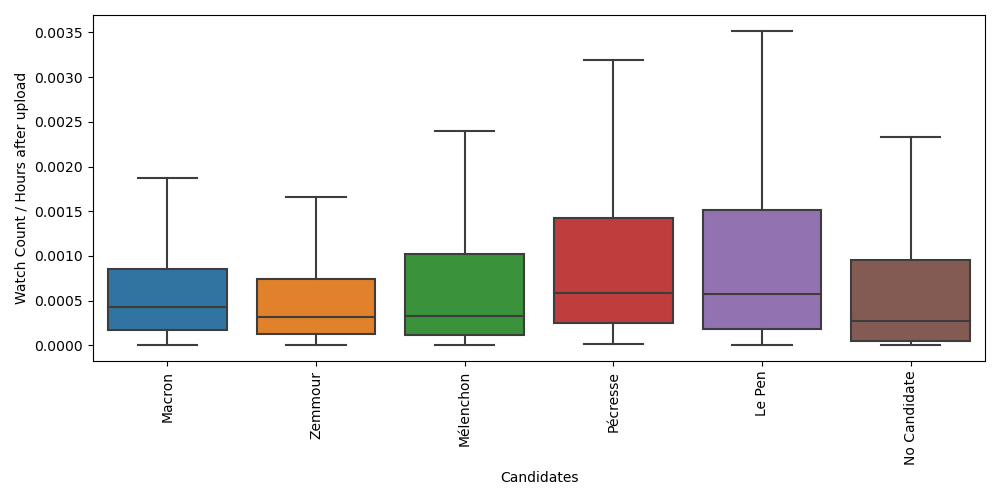 Watch Count / Hours after upload
0.0035
0.0030
0.0025
0.0020
0.0015
0.0010
0.0005
0.0000
Macron
Zemmour
Mélenchon
Pécresse
Le Pen
No Candidate
Candidates